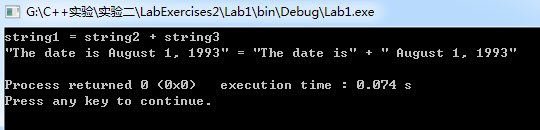 G:\C++实验\实验二\LabExercises2\Lab1\bin\Debug\Lab1.exe
string1 = string2 + string3
"The date is August 1, 1993" = "The date is" + " August 1, 1993"
Process returned 0 (0x0)   execution time : 0.074 s
Press any key to continue.